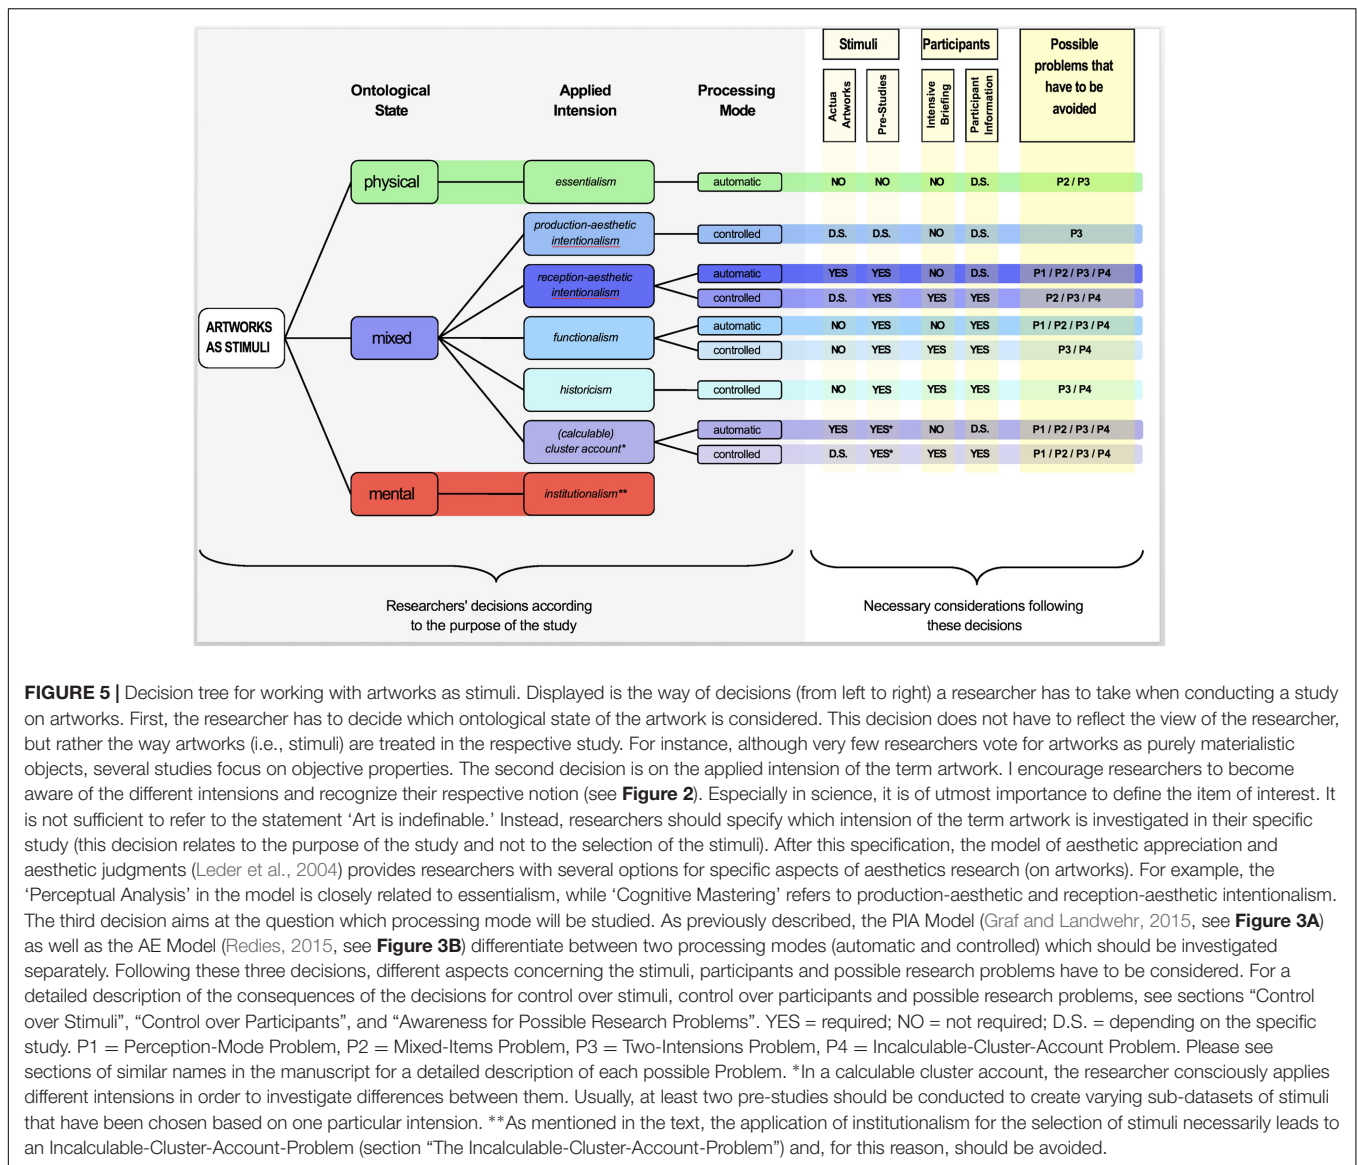 Stimuli Participants Possible
problems that
have to be
avoided
Ontological
State
Applied
Intension
Processing
Mode
Actua
Artworks
Pre-Studies
Intensive
Briefing
Participant
Information
physical essentialism automatic NO NO NO D.S. P2 / P3
production-aesthetic
intentionalism
controlled D.S. D.S. NO D.S. P3
reception-aesthetic
intentionalism
automatic YES YES NO D.S. P1 / P2 / P3 / P4
controlled D.S. YES YES YES P2 / P3 / P4
ARTWORKS
AS STIMULI
mixed functionalism
automatic NO YES NO YES P1 / P2 / P3 / P4
controlled NO YES YES YES P3 / P4
historicism controlled NO YES YES YES P3 / P4
(calculable)
cluster account*
automatic YES YES* NO D.S. P1 / P2 / P3 / P4
controlled D.S. YES* YES YES P1 / P2 / P3 / P4
mental institutionalism**
Researchers' decisions according
to the purpose of the study
Necessary considerations following
these decisions
FIGURE 5 | Decision tree for working with artworks as stimuli. Displayed is the way of decisions (from left to right) a researcher has to take when conducting a study
on artworks. First, the researcher has to decide which ontological state of the artwork is considered. This decision does not have to reflect the view of the researcher,
but rather the way artworks (i.e., stimuli) are treated in the respective study. For instance, although very few researchers vote for artworks as purely materialistic
objects, several studies focus on objective properties. The second decision is on the applied intension of the term artwork. I encourage researchers to become
aware of the different intensions and recognize their respective notion (see Figure 2). Especially in science, it is of utmost importance to define the item of interest. It
is not sufficient to refer to the statement ‘Art is indefinable.’ Instead, researchers should specify which intension of the term artwork is investigated in their specific
study (this decision relates to the purpose of the study and not to the selection of the stimuli). After this specification, the model of aesthetic appreciation and
aesthetic judgments (Leder et al., 2004) provides researchers with several options for specific aspects of aesthetics research (on artworks). For example, the
‘Perceptual Analysis’ in the model is closely related to essentialism, while ‘Cognitive Mastering’ refers to production-aesthetic and reception-aesthetic intentionalism.
The third decision aims at the question which processing mode will be studied. As previously described, the PIA Model (Graf and Landwehr, 2015, see Figure 3A)
as well as the AE Model (Redies, 2015, see Figure 3B) differentiate between two processing modes (automatic and controlled) which should be investigated
separately. Following these three decisions, different aspects concerning the stimuli, participants and possible research problems have to be considered. For a
detailed description of the consequences of the decisions for control over stimuli, control over participants and possible research problems, see sections “Control
over Stimuli”, “Control over Participants”, and “Awareness for Possible Research Problems”. YES = required; NO = not required; D.S. = depending on the specific
study. P1 = Perception-Mode Problem, P2 = Mixed-Items Problem, P3 = Two-Intensions Problem, P4 = Incalculable-Cluster-Account Problem. Please see
sections of similar names in the manuscript for a detailed description of each possible Problem. *In a calculable cluster account, the researcher consciously applies
different intensions in order to investigate differences between them. Usually, at least two pre-studies should be conducted to create varying sub-datasets of stimuli
that have been chosen based on one particular intension. **As mentioned in the text, the application of institutionalism for the selection of stimuli necessarily leads to
an Incalculable-Cluster-Account-Problem (section “The Incalculable-Cluster-Account-Problem”) and, for this reason, should be avoided.